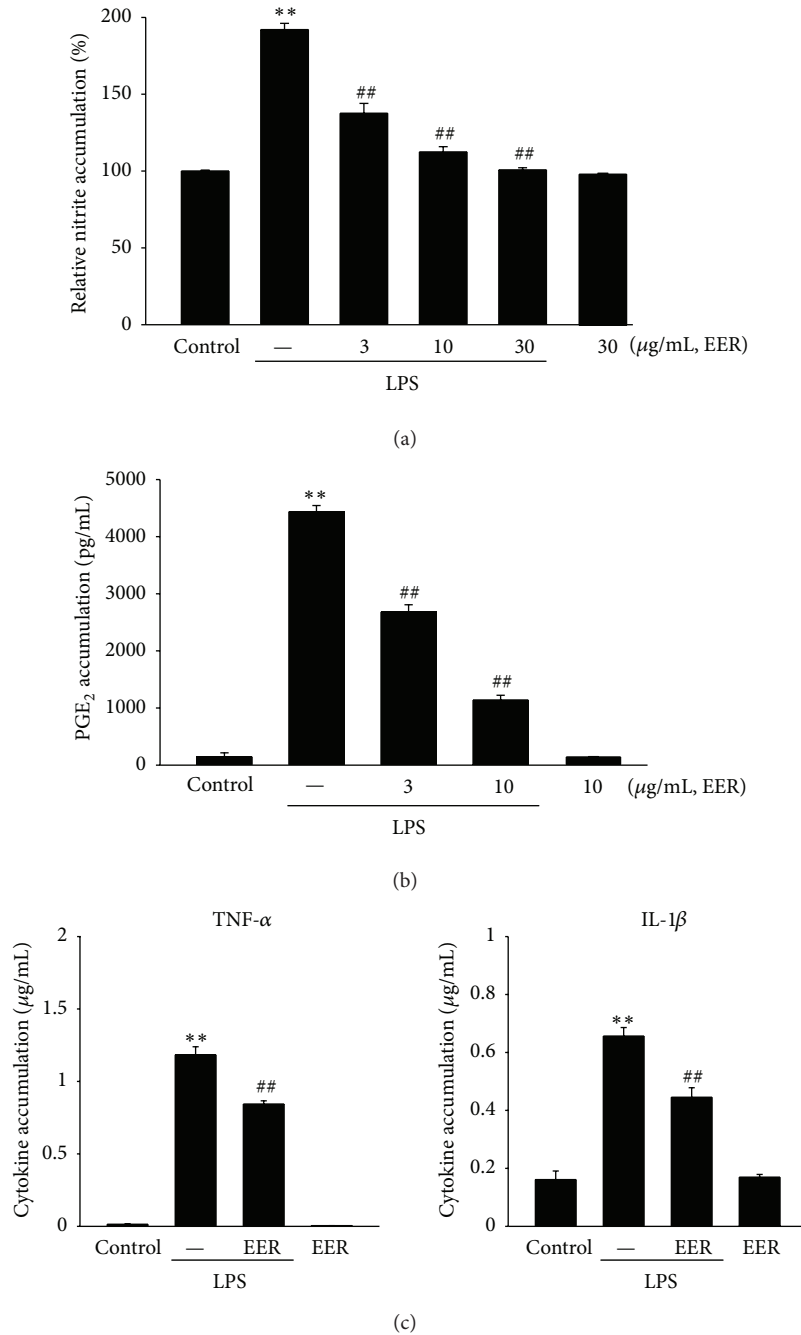 Relative nitrite accumulation (%)
200
150
100
50
0
**
##
##
##
Control — 3 10 30 30 (μg/mL, EER)
LPS
(a)
PGE₂ accumulation (pg/mL)
5000
4000
3000
2000
1000
0
**
##
##
Control — 3 10 10 (μg/mL, EER)
LPS
(b)
TNF-α
Cytokine accumulation (μg/mL)
2
1.5
1
0.5
0
**
##
Control — EER EER
LPS
IL-1β
Cytokine accumulation (μg/mL)
1
0.8
0.6
0.4
0.2
0
**
##
Control — EER EER
LPS
(c)